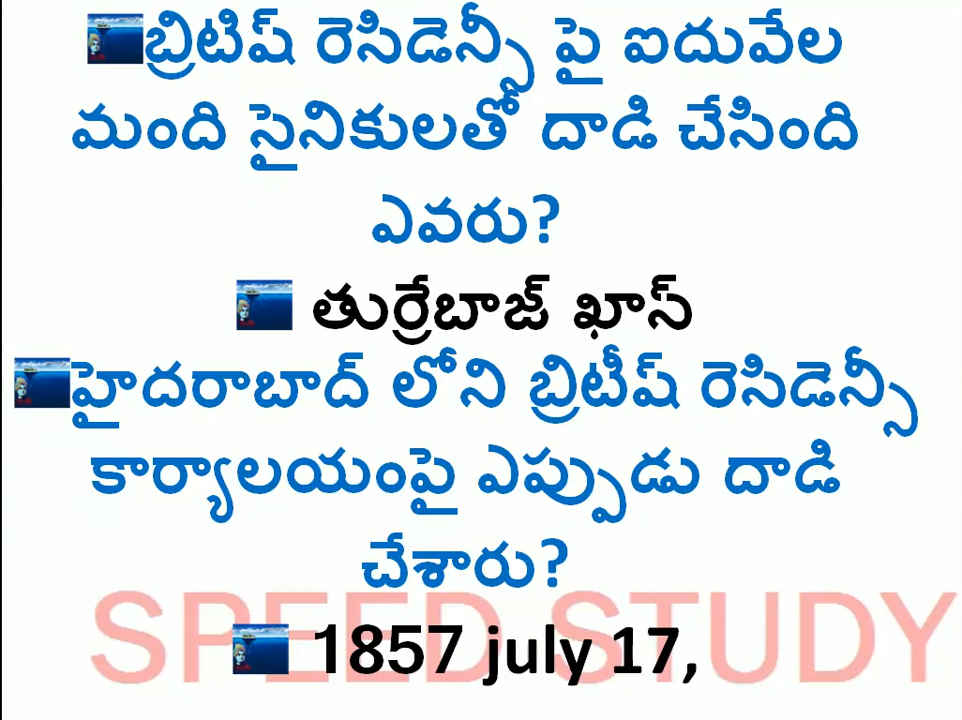 బ్రిటిష్ రెసిడెన్సీ పై ఐదువేల
మంది సైనికులతో దాడి చేసింది
ఎవరు?
తుర్రేబాజ్ ఖాన్
హైదరాబాద్ లోని బ్రిటీష్ రెసిడెన్సీ
కార్యాలయంపై ఎప్పుడు దాడి
చేశారు?
SPEED STUDY
1857 july 17,